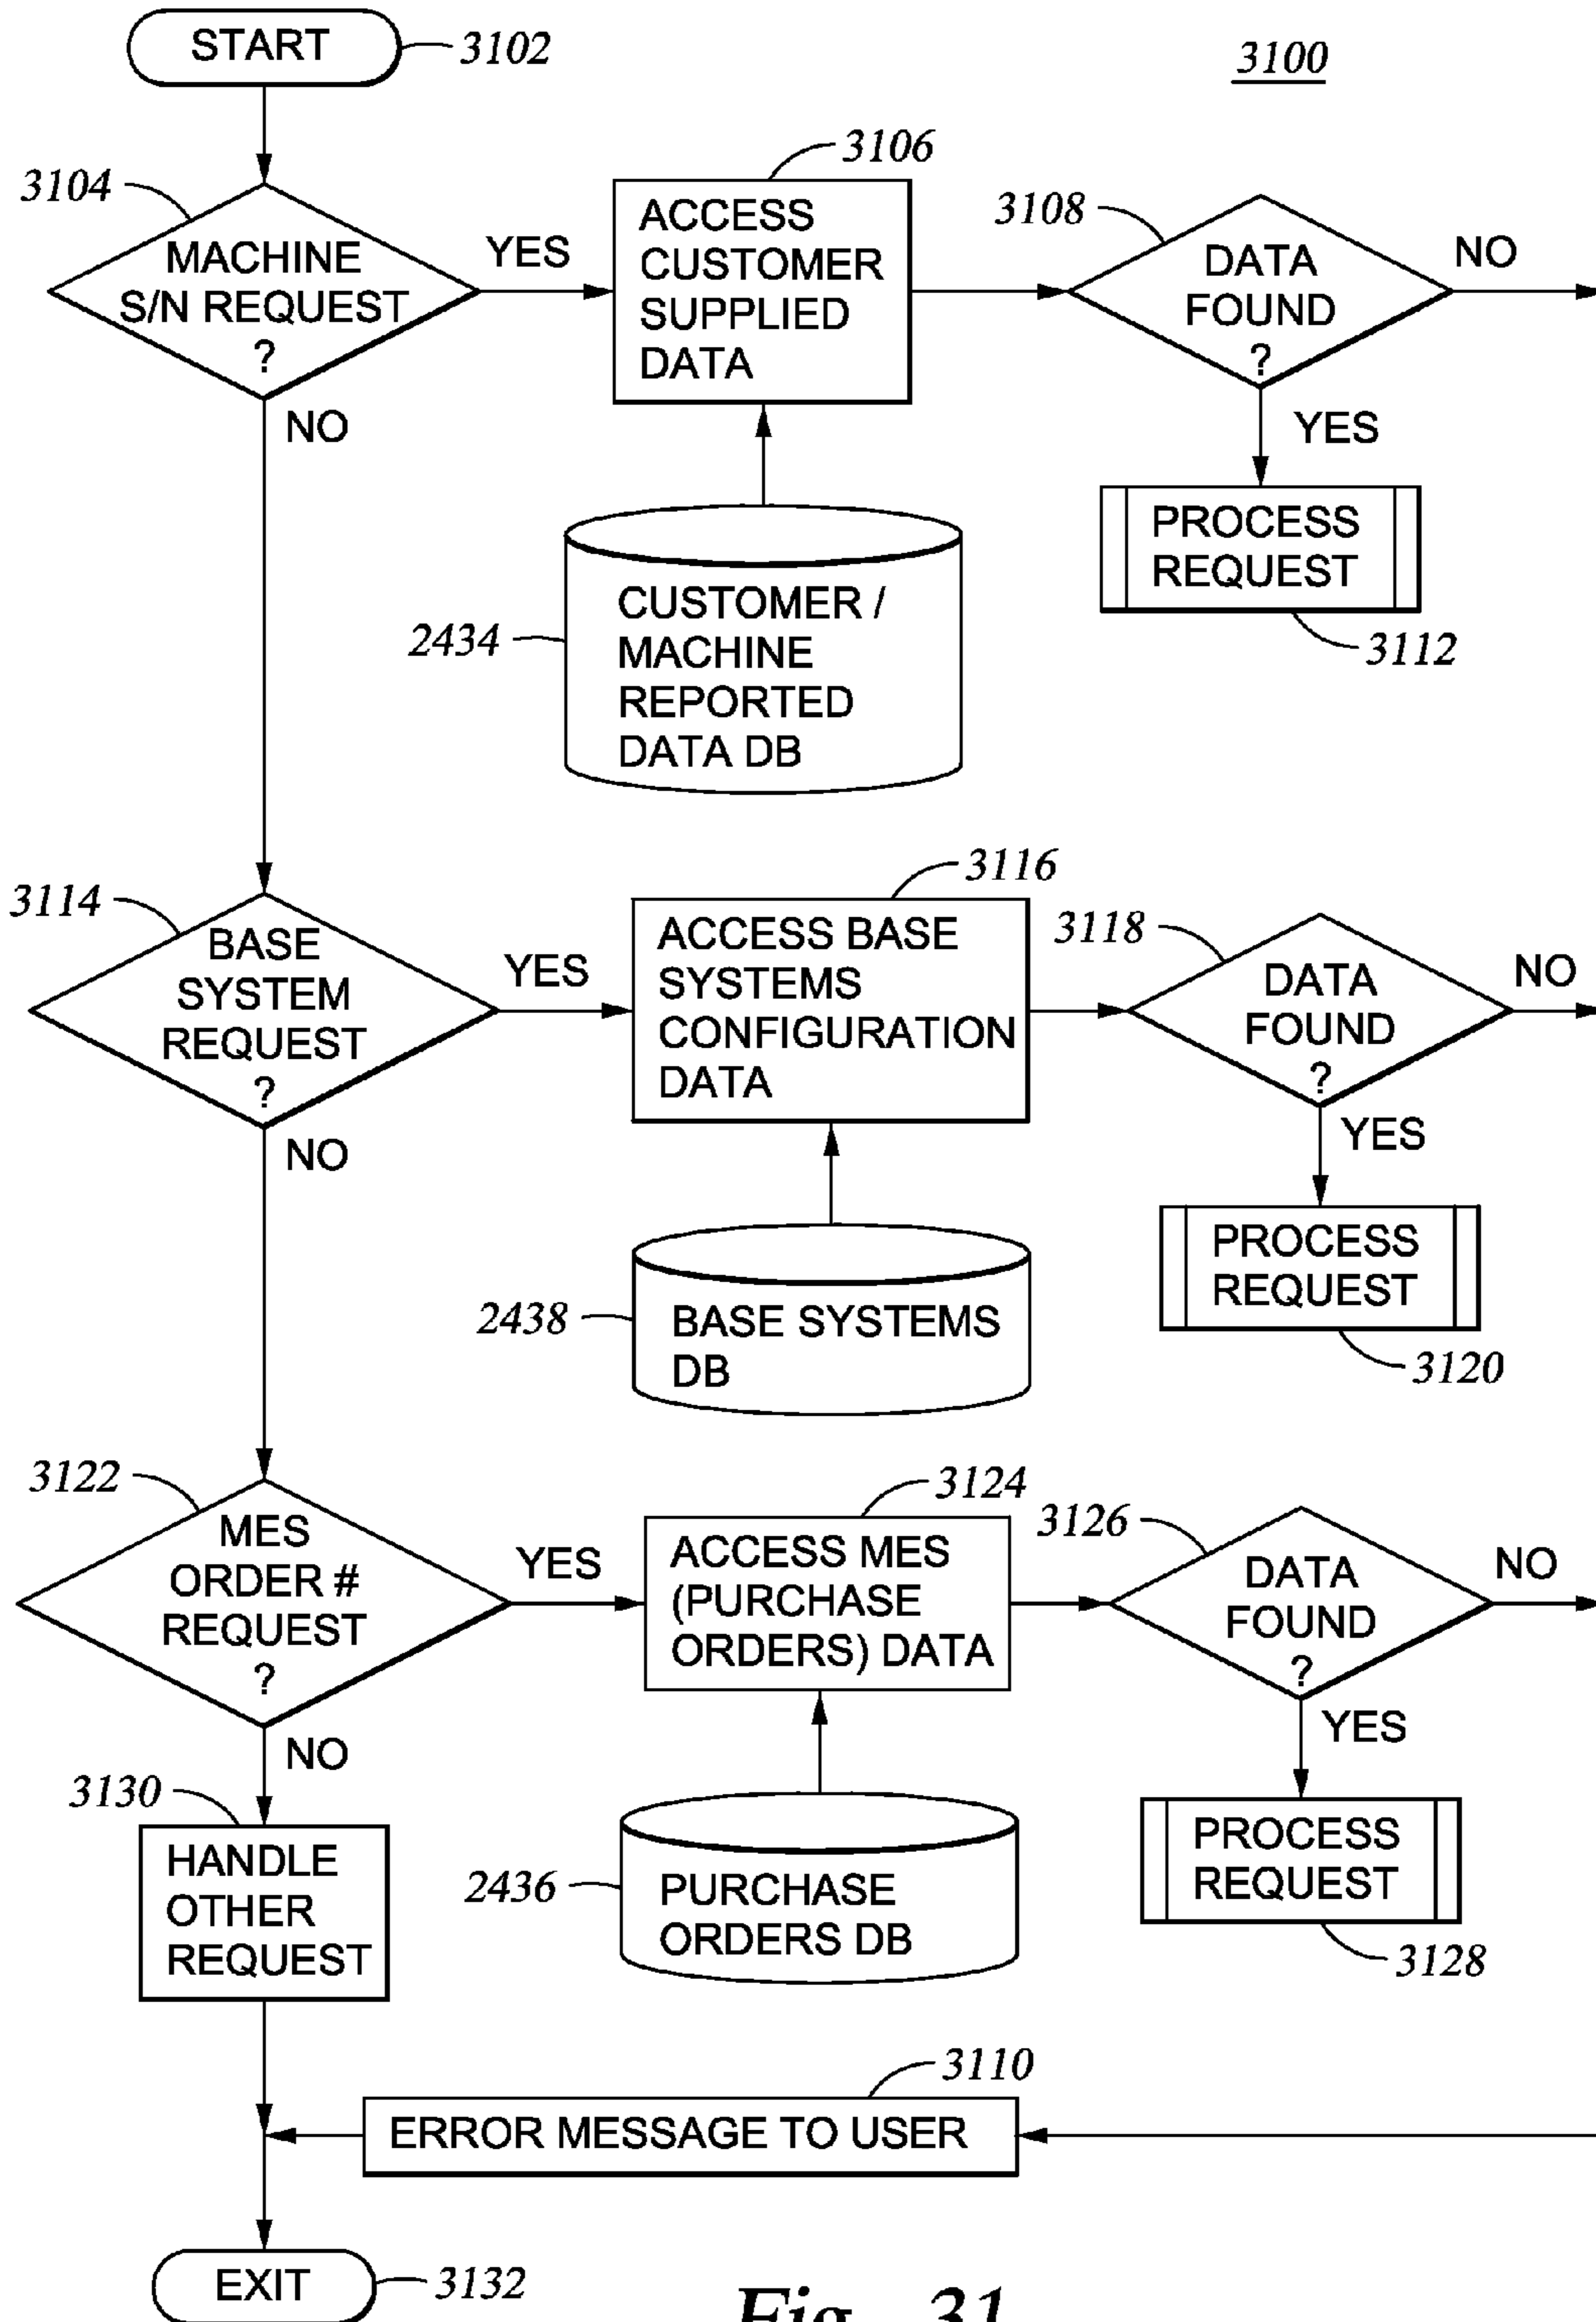 START
3102
3100
3104
MACHINE
S/N REQUEST
?
YES
NO
3106
ACCESS
CUSTOMER
SUPPLIED
DATA
3108
DATA
FOUND
?
NO
YES
PROCESS
REQUEST
3112
2434
CUSTOMER /
MACHINE
REPORTED
DATA DB
3114
BASE
SYSTEM
REQUEST
?
YES
NO
3116
ACCESS BASE
SYSTEMS
CONFIGURATION
DATA
3118
DATA
FOUND
?
NO
YES
PROCESS
REQUEST
3120
2438
BASE SYSTEMS
DB
3122
MES
ORDER #
REQUEST
?
YES
NO
3124
ACCESS MES
(PURCHASE
ORDERS) DATA
3126
DATA
FOUND
?
NO
YES
PROCESS
REQUEST
3128
2436
PURCHASE
ORDERS DB
3130
HANDLE
OTHER
REQUEST
3110
ERROR MESSAGE TO USER
EXIT
3132
Fig. 31